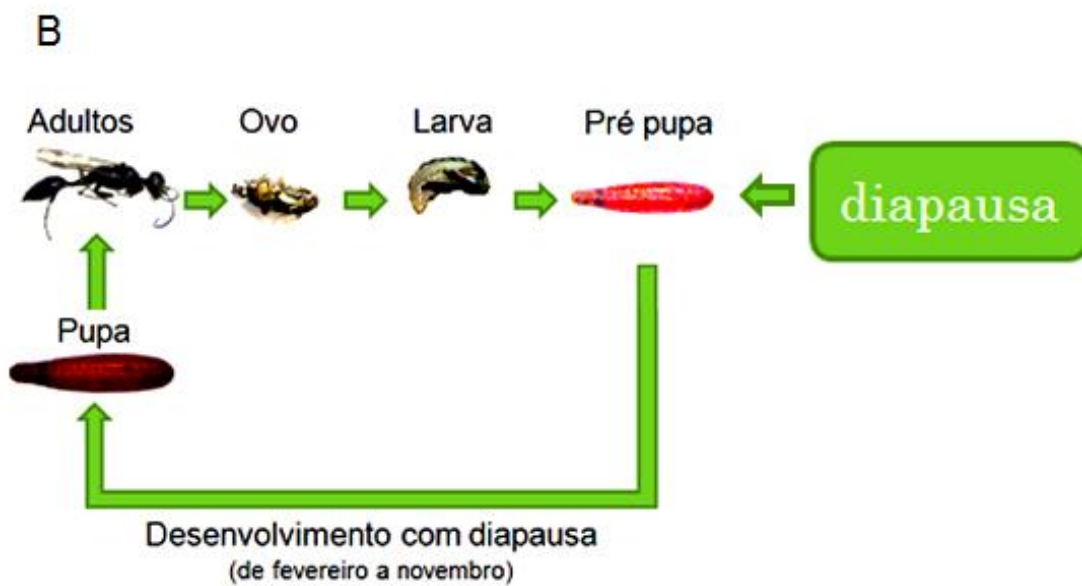 B
Adultos
Ovo
Larva
Pré pupa
diapausa
Pupa
Desenvolvimento com diapausa
(de fevereiro a novembro)